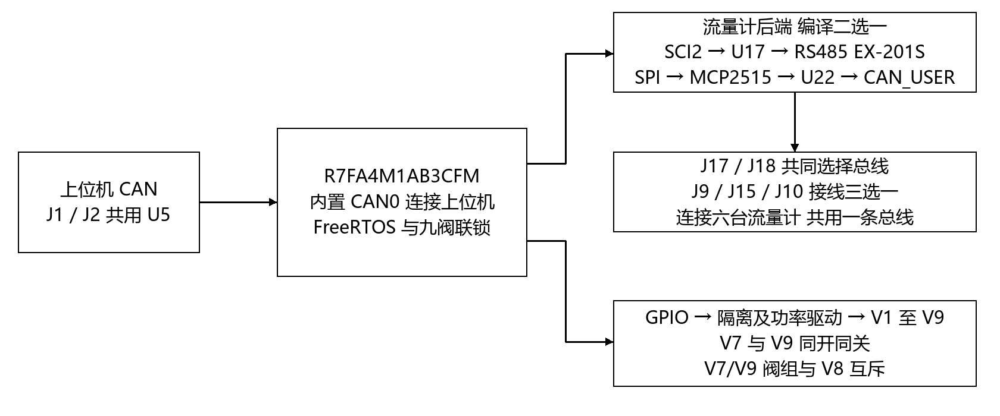 上位机 CAN
J1 / J2 共用 U5
R7FA4M1AB3CFM
内置 CAN0 连接上位机
FreeRTOS 与九阀联锁
流量计后端 编译二选一
SCI2 → U17 → RS485 EX-201S
SPI → MCP2515 → U22 → CAN_USER
J17 / J18 共同选择总线
J9 / J15 / J10 接线三选一
连接六台流量计 共用一条总线
GPIO → 隔离及功率驱动 → V1 至 V9
V7 与 V9 同开同关
V7/V9 阀组与 V8 互斥